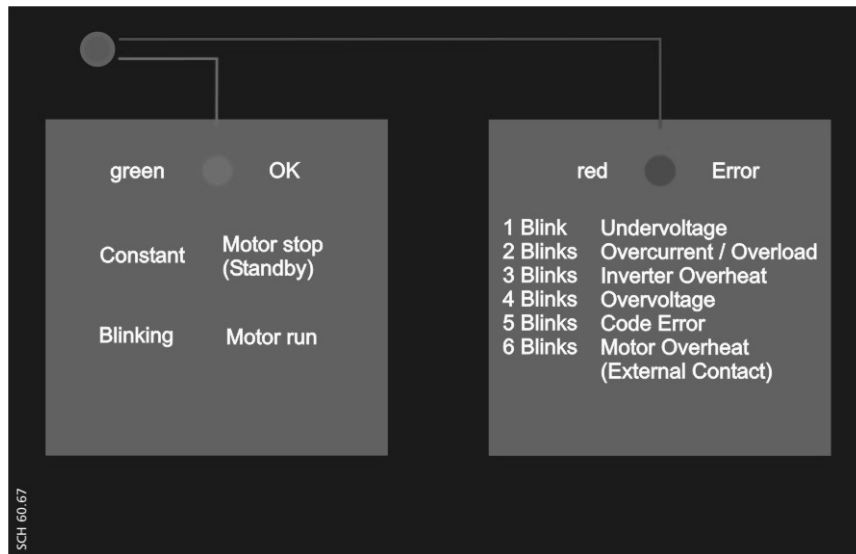 green OK
Constant Motor stop
(Standby)
Blinking Motor run
red Error
1 Blink Undervoltage
2 Blinks Overcurrent / Overload
3 Blinks Inverter Overheat
4 Blinks Overvoltage
5 Blinks Code Error
6 Blinks Motor Overheat
(External Contact)
SCH 60.67